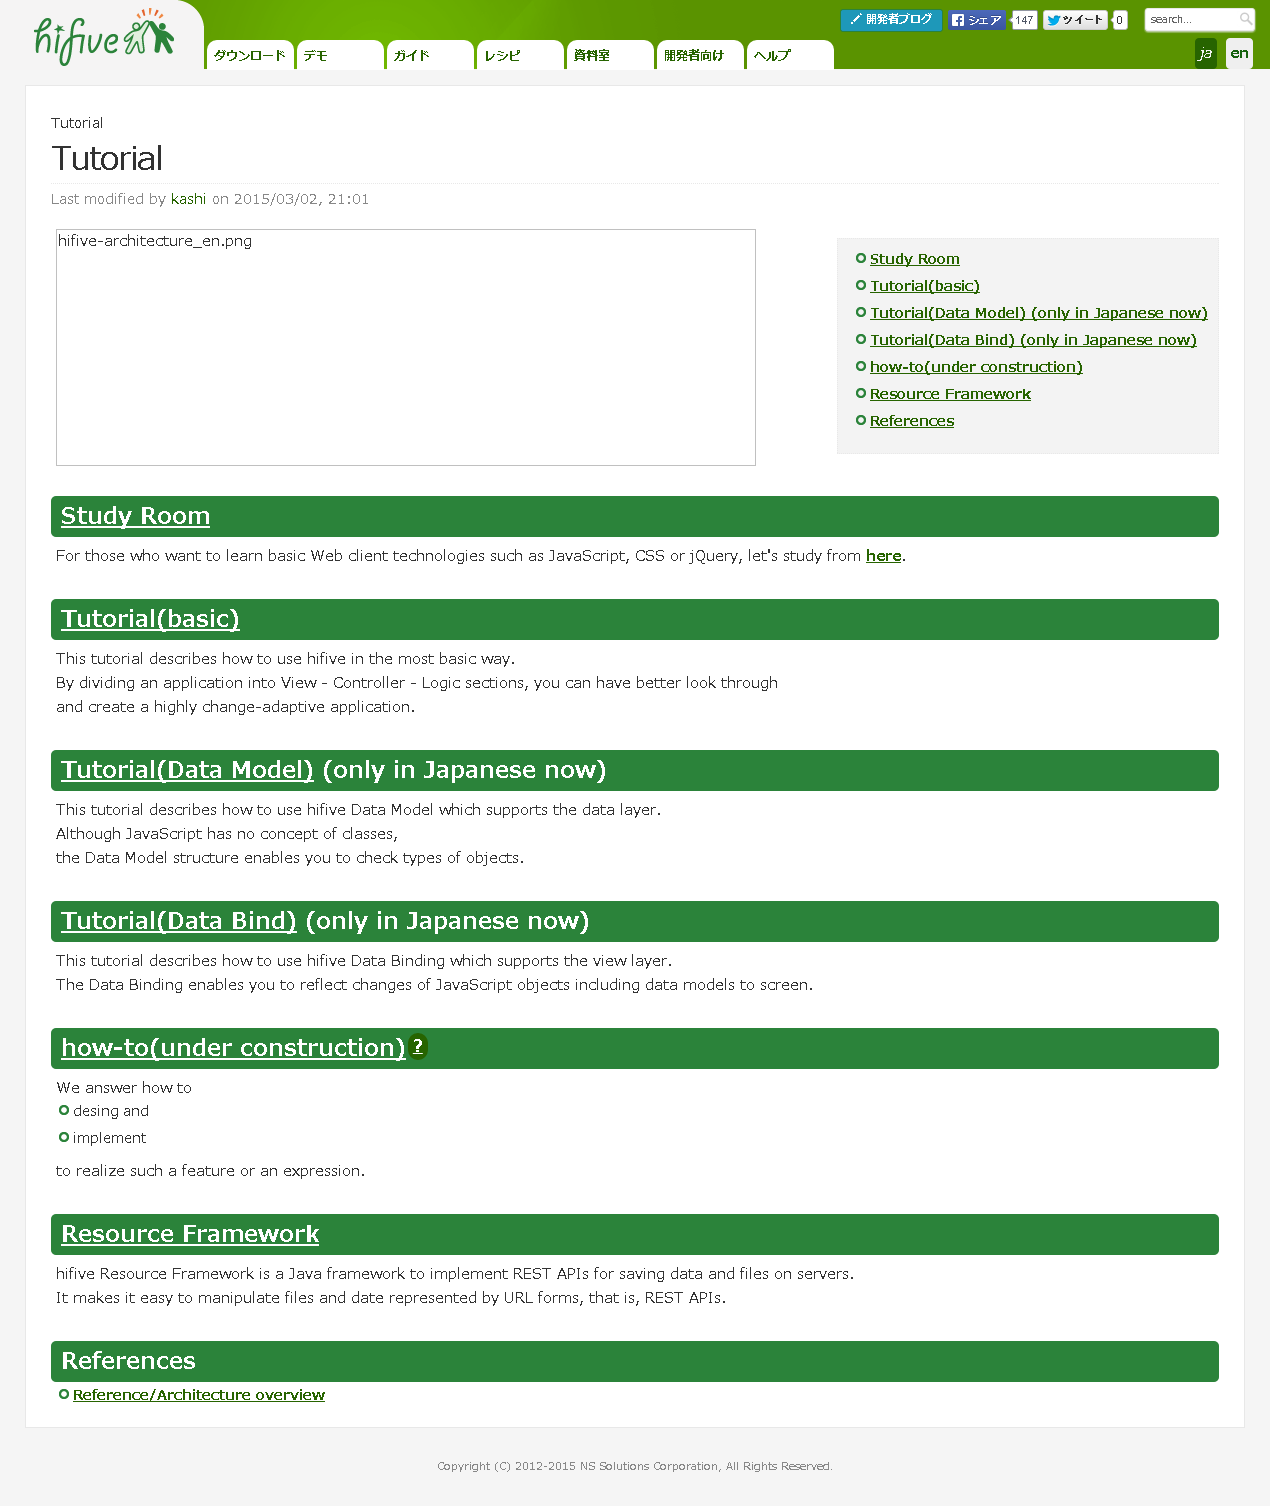 hifive
開発者ブログ
シェア
147
ツイート
0
search...
ダウンロード
デモ
ガイド
レシピ
資料室
開発者向け
ヘルプ
ja
en
Tutorial
Tutorial
Last modified by kashi on 2015/03/02, 21:01
hifive-architecture_en.png
Study Room
Tutorial(basic)
Tutorial(Data Model) (only in Japanese now)
Tutorial(Data Bind) (only in Japanese now)
how-to(under construction)
Resource Framework
References
Study Room
For those who want to learn basic Web client technologies such as JavaScript, CSS or jQuery, let's study from here.
Tutorial(basic)
This tutorial describes how to use hifive in the most basic way.
By dividing an application into View - Controller - Logic sections, you can have better look through
and create a highly change-adaptive application.
Tutorial(Data Model) (only in Japanese now)
This tutorial describes how to use hifive Data Model which supports the data layer.
Although JavaScript has no concept of classes,
the Data Model structure enables you to check types of objects.
Tutorial(Data Bind) (only in Japanese now)
This tutorial describes how to use hifive Data Binding which supports the view layer.
The Data Binding enables you to reflect changes of JavaScript objects including data models to screen.
how-to(under construction)?
We answer how to
desing and
implement
to realize such a feature or an expression.
Resource Framework
hifive Resource Framework is a Java framework to implement REST APIs for saving data and files on servers.
It makes it easy to manipulate files and date represented by URL forms, that is, REST APIs.
References
Reference/Architecture overview
Copyright (C) 2012-2015 NS Solutions Corporation, All Rights Reserved.